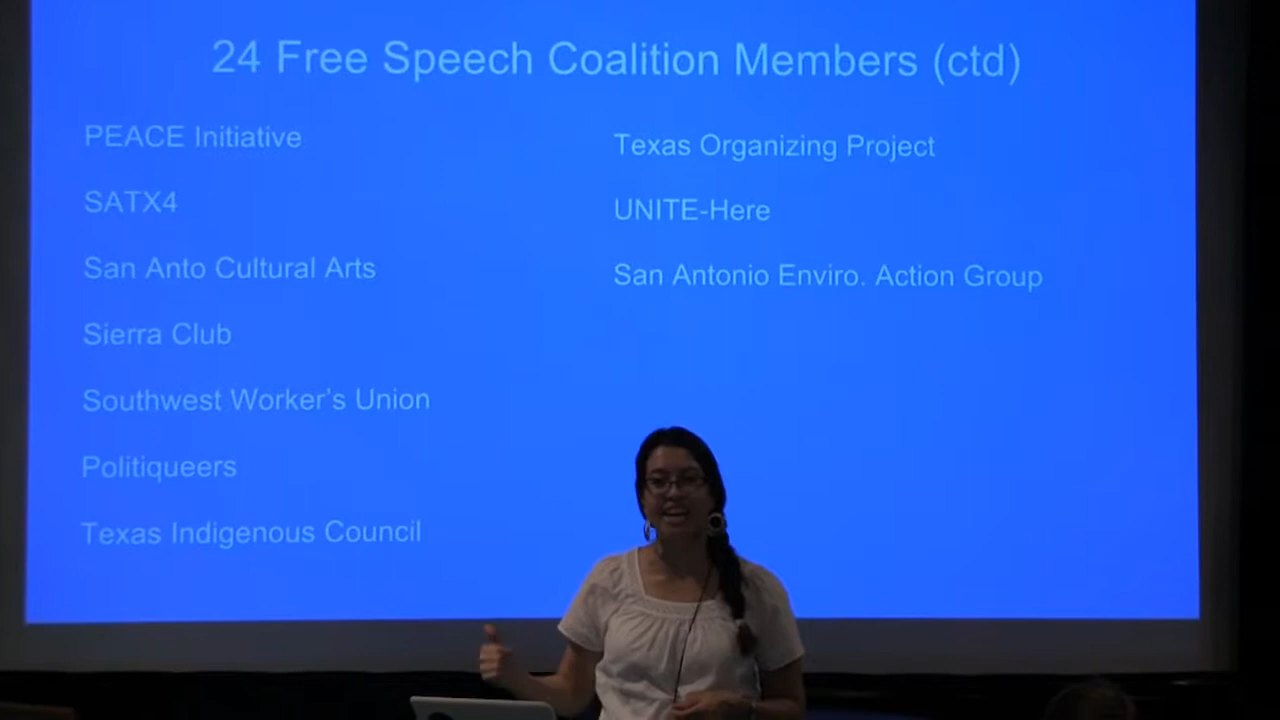 24 Free Speech Coalition Members (ctd)
PEACE Initiative
SATX4
San Anto Cultural Arts
Sierra Club
Southwest Worker's Union
Politiqueers
Texas Indigenous Council
Texas Organizing Project
UNITE-Here
San Antonio Enviro. Action Group